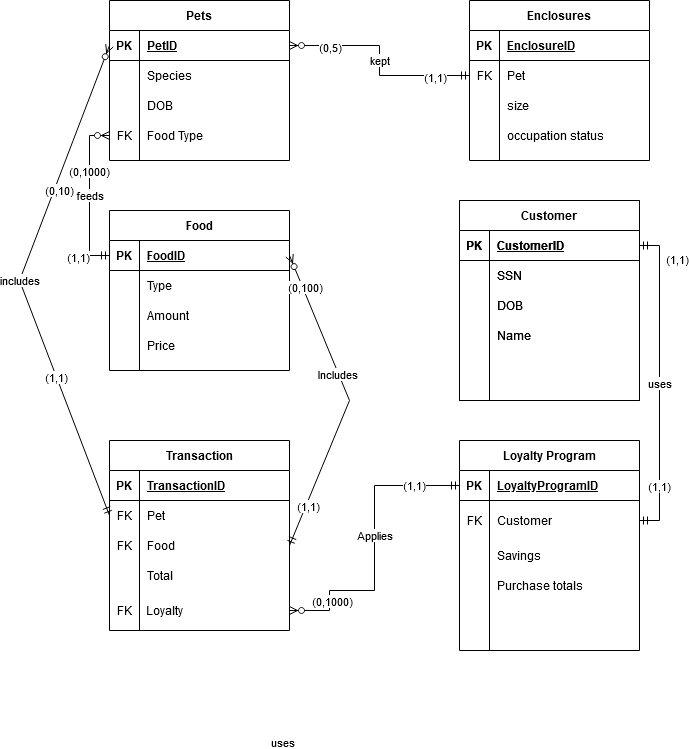 Pets
PK PetID
Species
DOB
FK Food Type
Enclosures
PK EnclosureID
FK Pet
size
occupation status
(0,5)
kept
(1,1)
(0,1000)
feeds
(1,1)
(0,10)
includes
(1,1)
Food
PK FoodID
Type
Amount
Price
Customer
PK CustomerID
SSN
DOB
Name
(1,1)
uses
(1,1)
(0,100)
Includes
(1,1)
Transaction
PK TransactionID
FK Pet
FK Food
Total
FK Loyalty
Loyalty Program
PK LoyaltyProgramID
FK Customer
Savings
Purchase totals
(1,1)
Applies
(0,1000)
uses